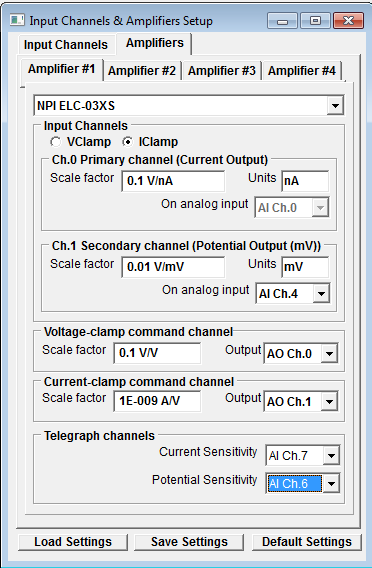 Input Channels & Amplifiers Setup
Input Channels Amplifiers
Amplifier #1 Amplifier #2 Amplifier #3 Amplifier #4
NPI ELC-03XS
Input Channels
VClamp IClamp
Ch.0 Primary channel (Current Output)
Scale factor 0.1 V/nA Units nA
On analog input AI Ch.0
Ch.1 Secondary channel (Potential Output (mV))
Scale factor 0.01 V/mV Units mV
On analog input AI Ch.4
Voltage-clamp command channel
Scale factor 0.1 V/V Output AO Ch.0
Current-clamp command channel
Scale factor 1E-009 A/V Output AO Ch.1
Telegraph channels
Current Sensitivity AI Ch.7
Potential Sensitivity AI Ch.6
Load Settings Save Settings Default Settings